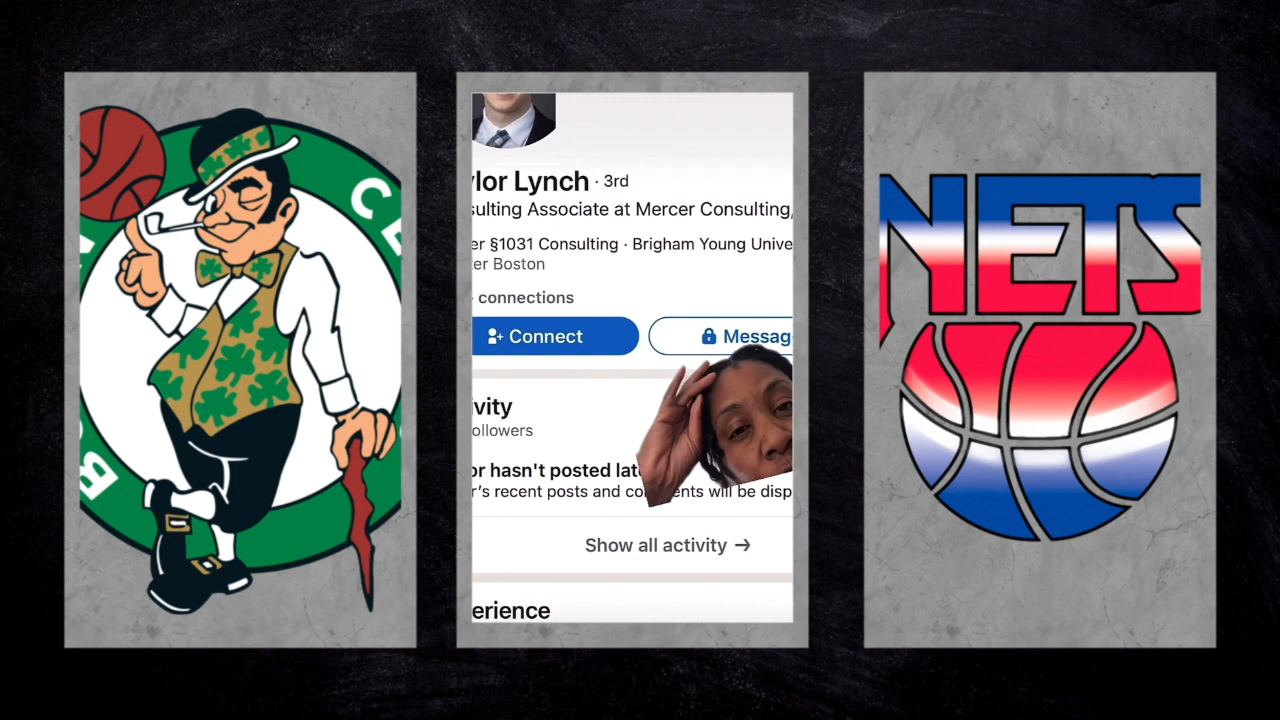 CE
B
ylor Lynch · 3rd
sulting Associate at Mercer Consulting,
er §1031 Consulting · Brigham Young Unive
er Boston
connections
Connect
Messag
ivity
ollowers
or hasn't posted lat
r's recent posts and co ents will be disp
Show all activity →
erience
NETS